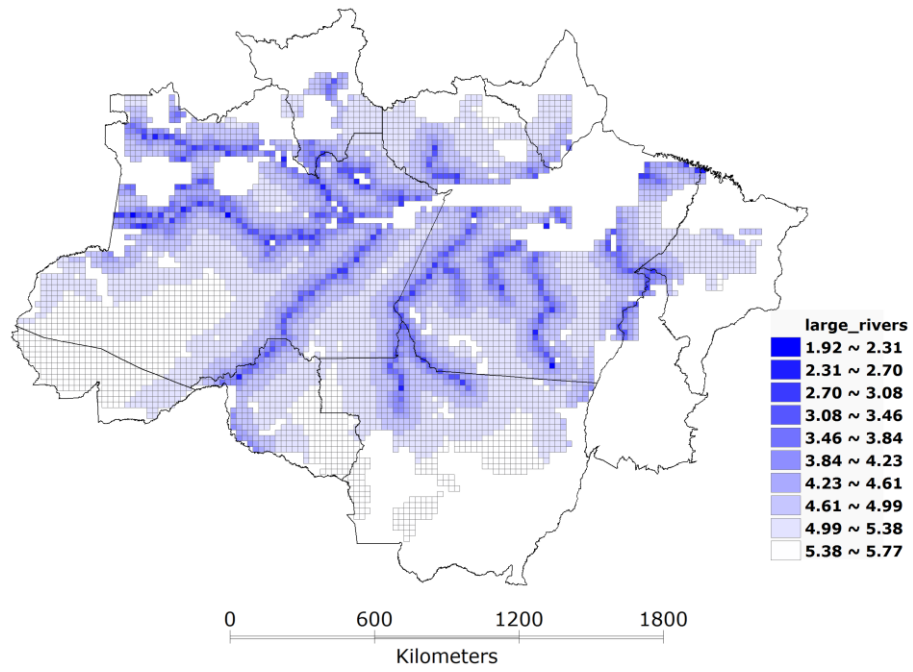 large_rivers
1.92 ~ 2.31
2.31 ~ 2.70
2.70 ~ 3.08
3.08 ~ 3.46
3.46 ~ 3.84
3.84 ~ 4.23
4.23 ~ 4.61
4.61 ~ 4.99
4.99 ~ 5.38
5.38 ~ 5.77
0 600 1200 1800
Kilometers